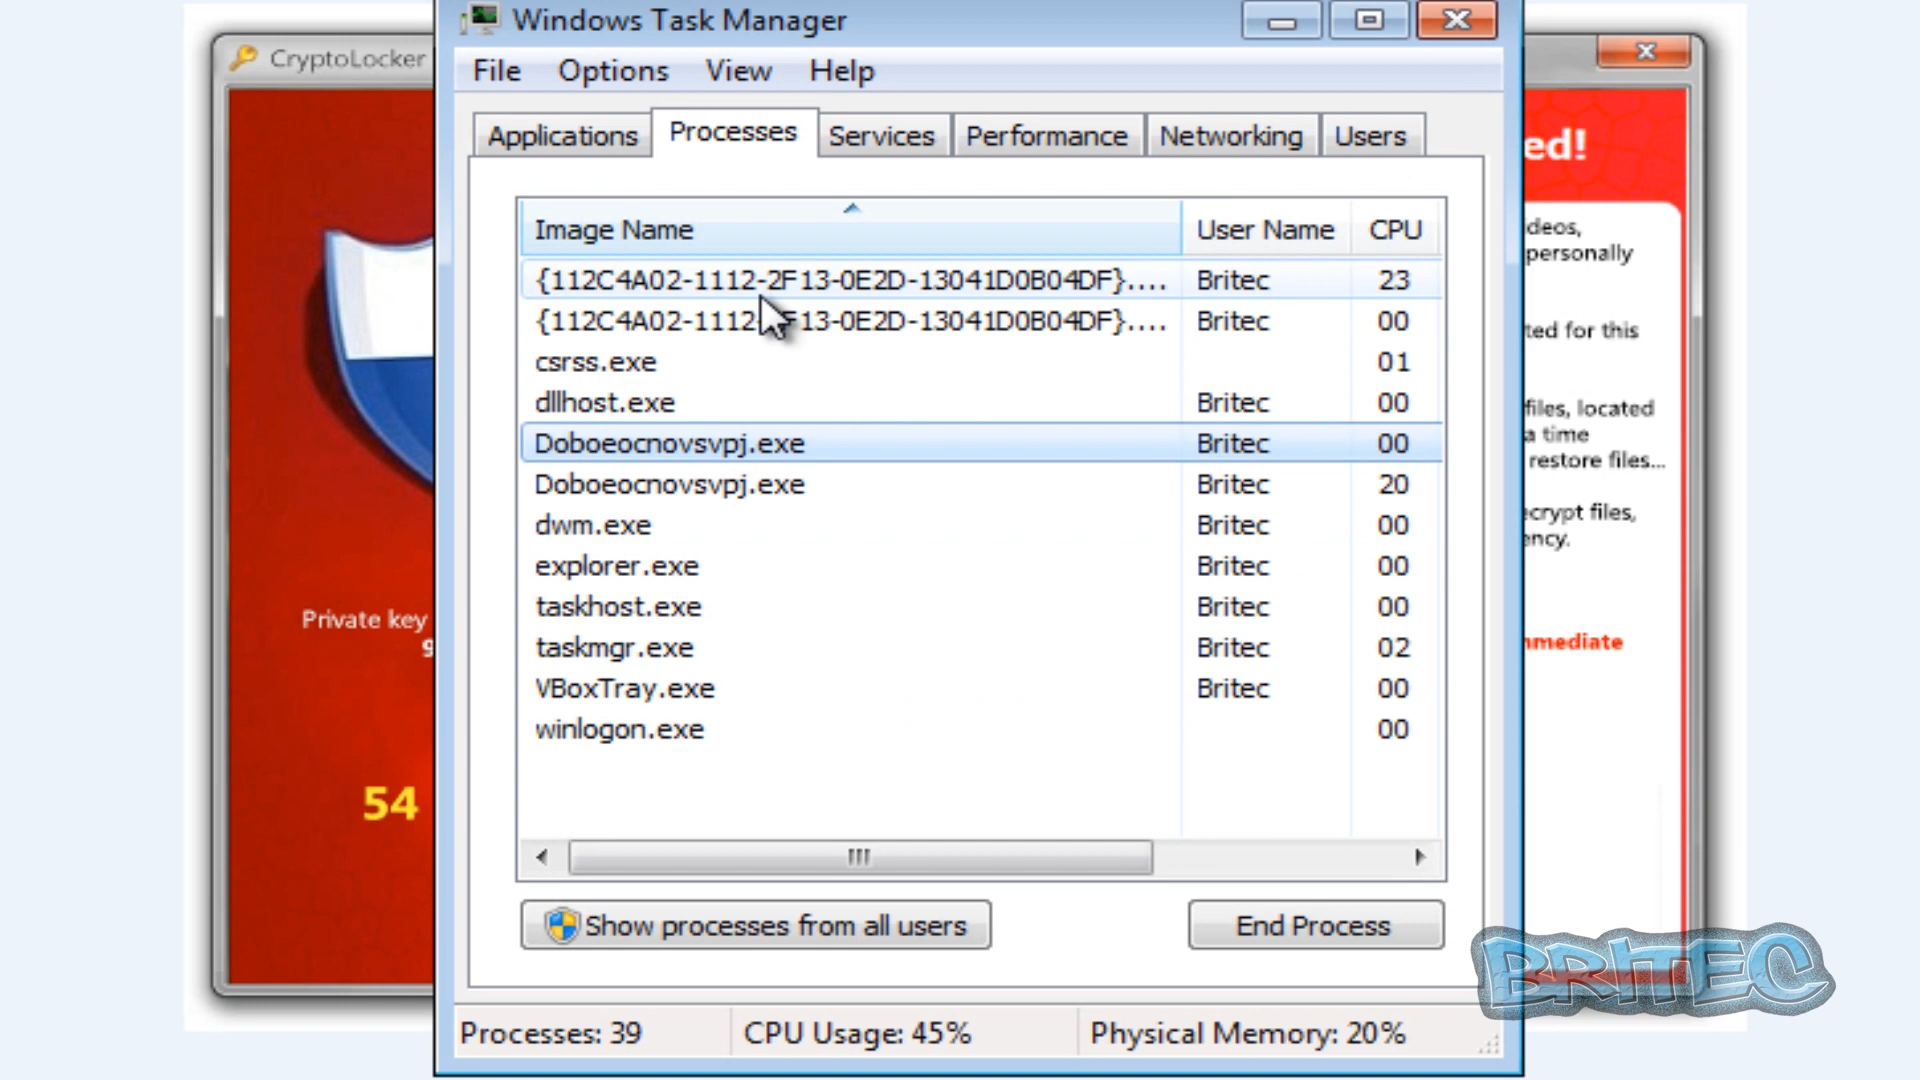 Windows Task Manager
CryptoLocker
File Options View Help
Applications Processes Services Performance Networking Users
Image Name User Name CPU
{112C4A02-1112-2F13-0E2D-13041D0B04DF}.... Britec 23
{112C4A02-1112- F13-0E2D-13041D0B04DF}.... Britec 00
csrss.exe 01
dllhost.exe Britec 00
Doboeocnovsvpj.exe Britec 00
Doboeocnovsvpj.exe Britec 20
dwm.exe Britec 00
explorer.exe Britec 00
taskhost.exe Britec 00
taskmgr.exe Britec 02
VBoxTray.exe Britec 00
winlogon.exe 00
Show processes from all users End Process
Processes: 39 CPU Usage: 45% Physical Memory: 20%
Private key
54
ed!
deos,
personally
ted for this
files, located
a time
restore files...
ecrypt files,
ency.
mmediate
BRITEC